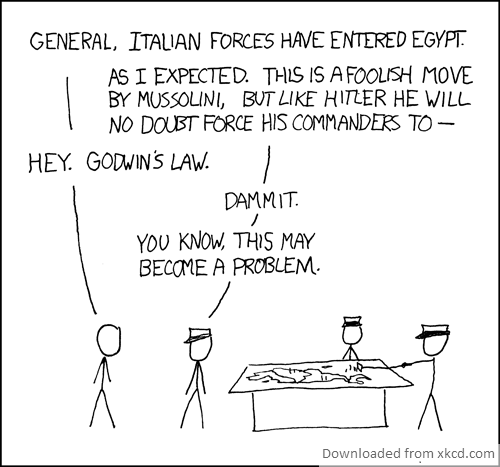 GENERAL, ITALIAN FORCES HAVE ENTERED EGYPT.
AS I EXPECTED. THIS IS A FOOLISH MOVE
BY MUSSOLINI, BUT LIKE HITLER HE WILL
NO DOUBT FORCE HIS COMMANDERS TO —
HEY. GODWIN'S LAW.
DAMMIT.
YOU KNOW, THIS MAY
BECOME A PROBLEM.
Downloaded from xkcd.com